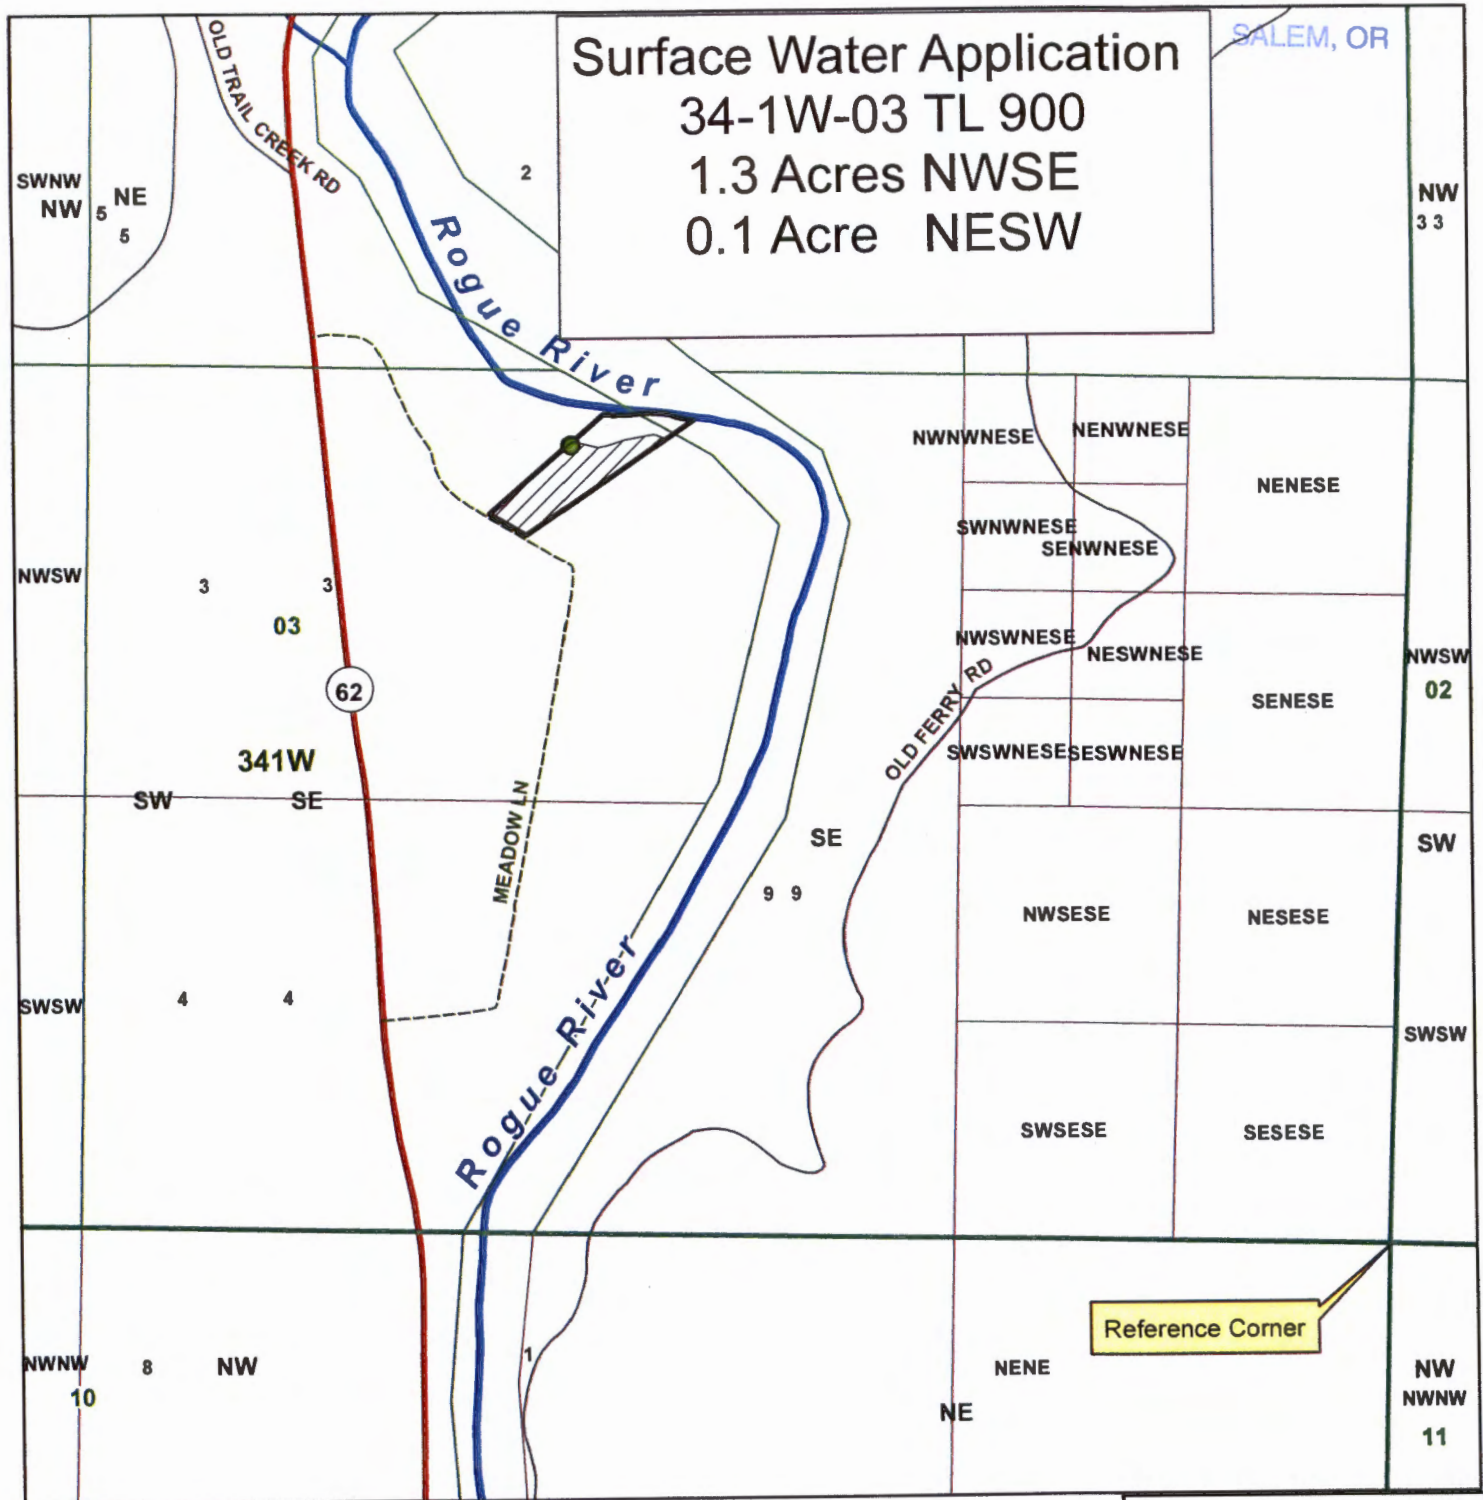 SALEM, OR
Surface Water Application
34-1W-03 TL 900
1.3 Acres NWSE
0.1 Acre NESW
OLD TRAIL CREEK RD
SWNW
NW
5
NE
5
2
NW
3 3
Rogue River
NWNWNESE
NENWNESE
NENESE
SWNWNESE
SENWNESE
NWSW
3
3
03
NWSWNESE
NESWNESE
NWSW
02
62
OLD FERRY RD
SENESE
341W
SWSWNESE
SESWNESE
SW
SE
MEADOW LN
SE
SW
9 9
NWSESE
NESESE
Rogue River
SWSW
4
4
SWSW
SWSESE
SESESE
Reference Corner
NWNW
8
NW
10
1
NENE
NE
NW
NWNW
11